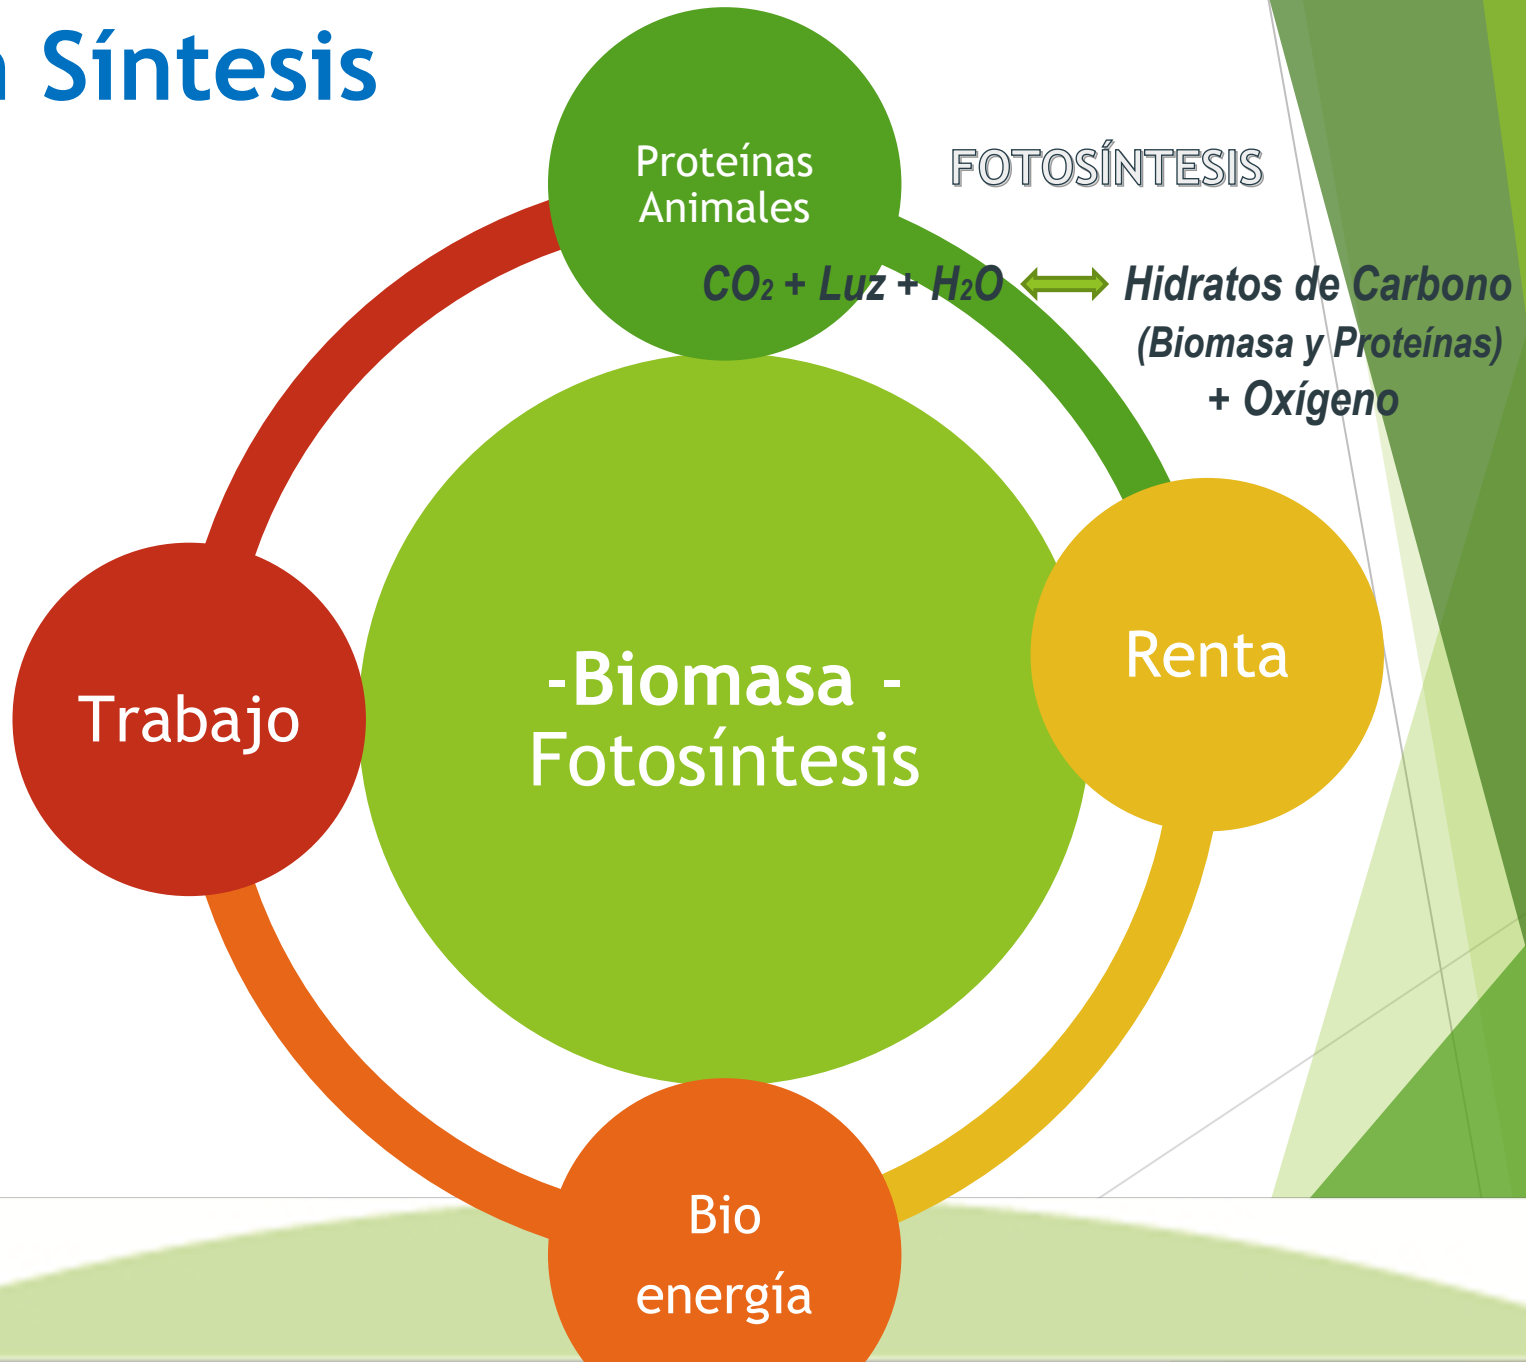 Síntesis
Proteínas
Animales
FOTOSÍNTESIS
CO₂ + Luz + H₂O Hidratos de Carbono
(Biomasa y Proteínas)
+ Oxígeno
Renta
Trabajo
-Biomasa -
Fotosíntesis
Bio
energía